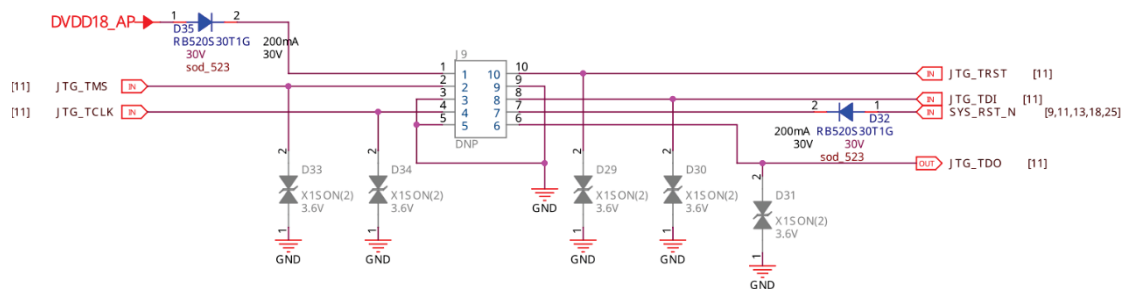 DVDD18_AP
1
2
D35
RB520S30T1G
30V
sod_523
200mA
30V
J9
1 1 10 10
2 2 9 9
3 3 8 8
4 4 7 7
5 5 6 6
DNP
[11] JTG_TMS IN
[11] JTG_TCLK IN
IN JTG_TRST [11]
IN JTG_TDI [11]
IN SYS_RST_N [9,11,13,18,25]
2
1
D32
200mA RB520S30T1G
30V 30V
sod_523
OUT JTG_TDO [11]
2
D33
X1SON(2)
3.6V
1
GND
2
D34
X1SON(2)
3.6V
1
GND
GND
2
D29
X1SON(2)
3.6V
1
GND
2
D30
X1SON(2)
3.6V
1
GND
2
D31
X1SON(2)
3.6V
1
GND